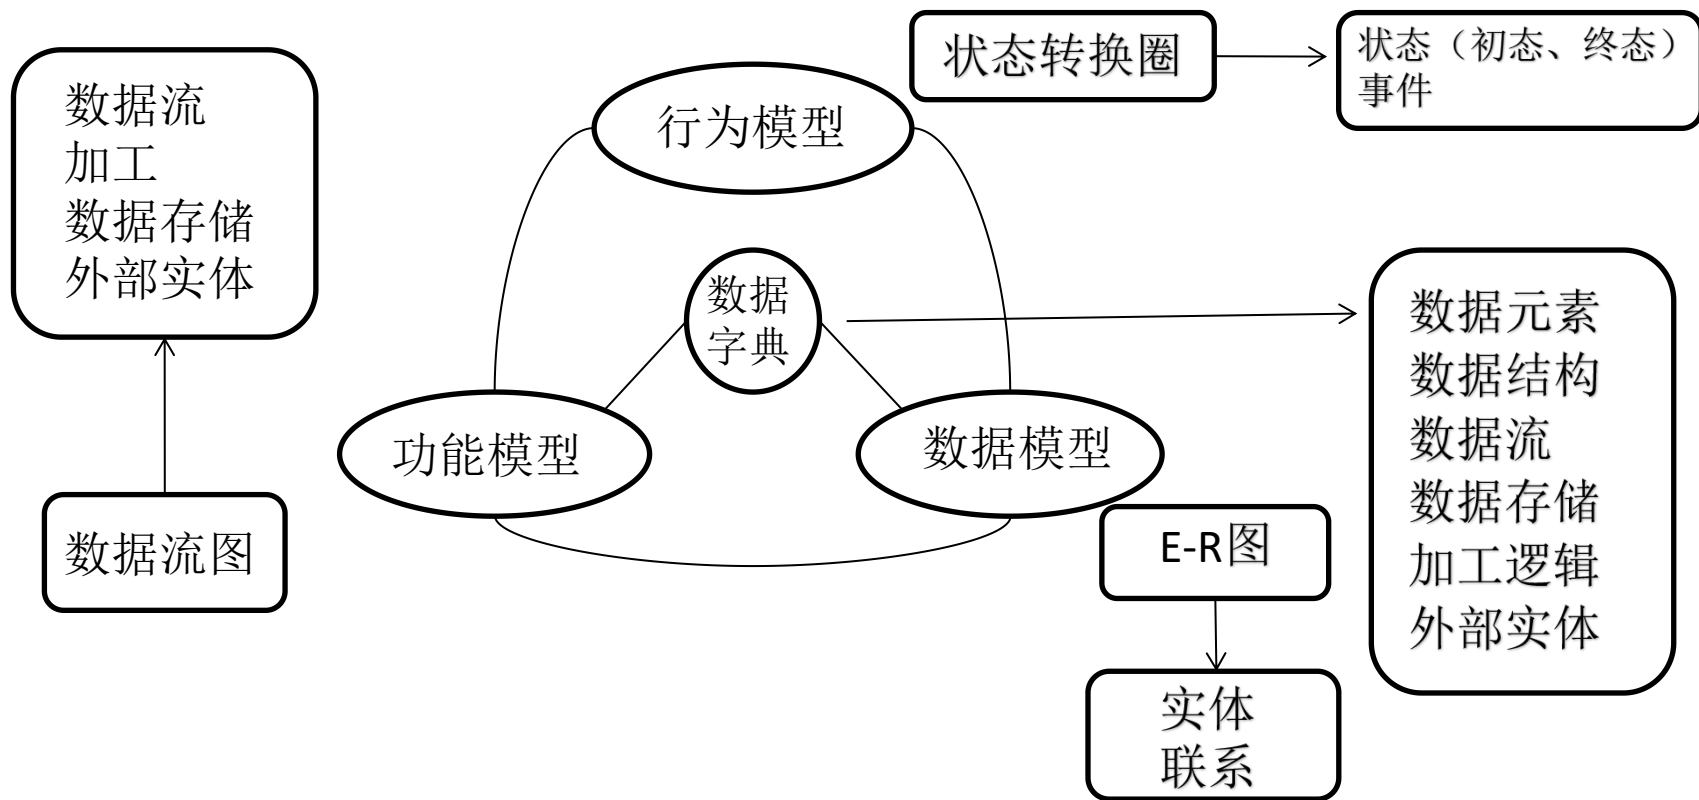 状态转换圈
状态（初态、终态）
事件
数据流
加工
数据存储
外部实体
行为模型
数据
字典
数据元素
数据结构
数据流
数据存储
加工逻辑
外部实体
功能模型
数据模型
数据流图
E-R图
实体
联系